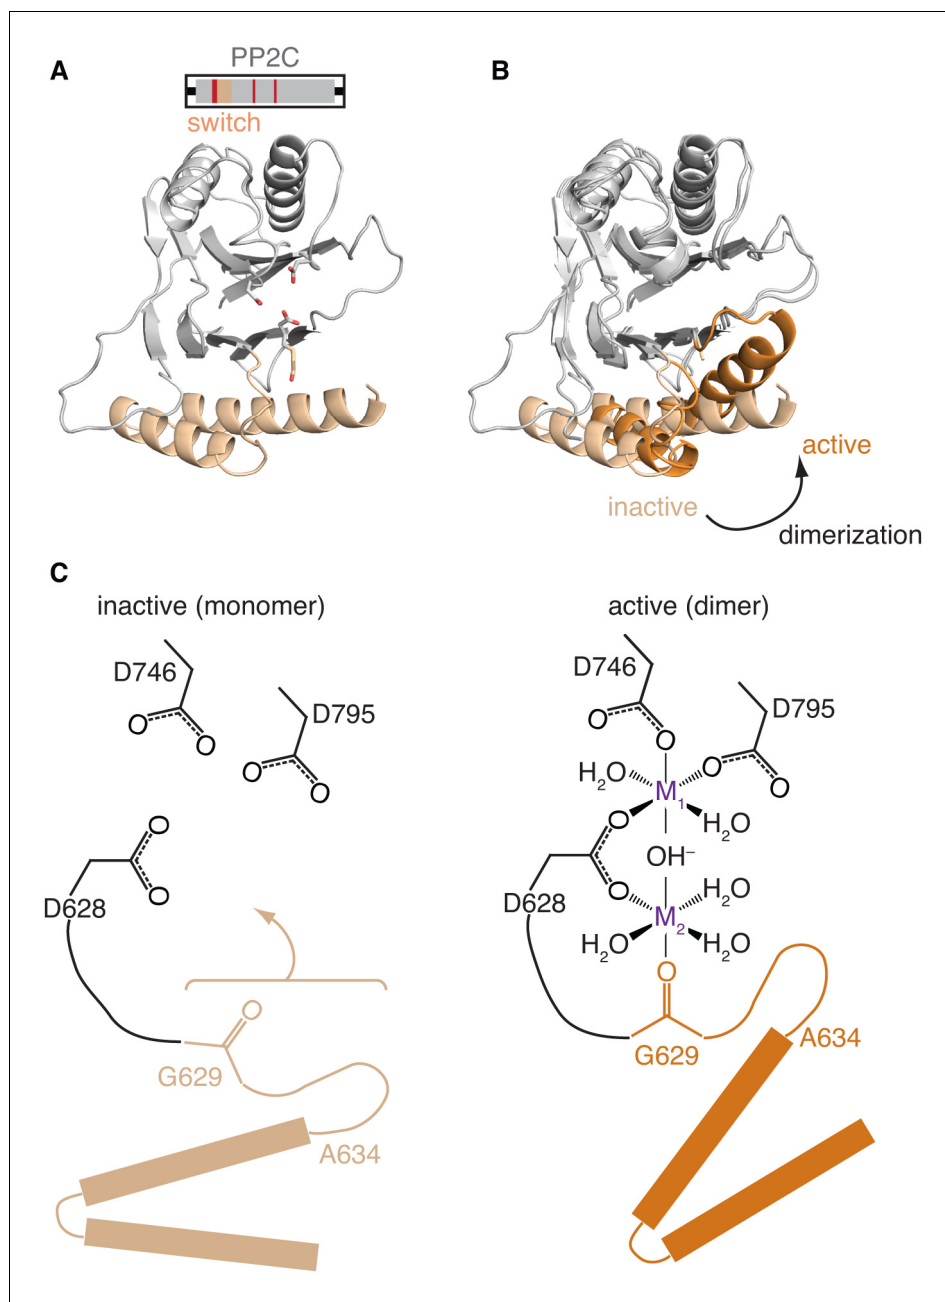 A
PP2C
switch
B
active
inactive
dimerization
C
inactive (monomer)
D746
D795
O
O
O
O
O
O
D628
O
G629
A634
active (dimer)
D746
D795
O
O
H₂O
O
O
M₁
O
H₂O
OH⁻
D628
O
H₂O
M₂
H₂O
H₂O
O
G629
A634